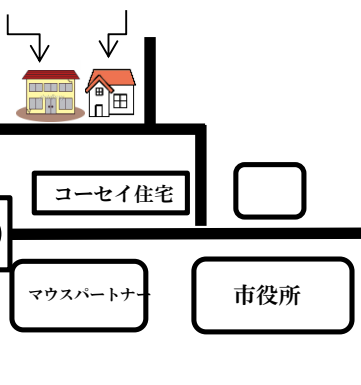 コーセイ住宅
マウスパートナー
市役所